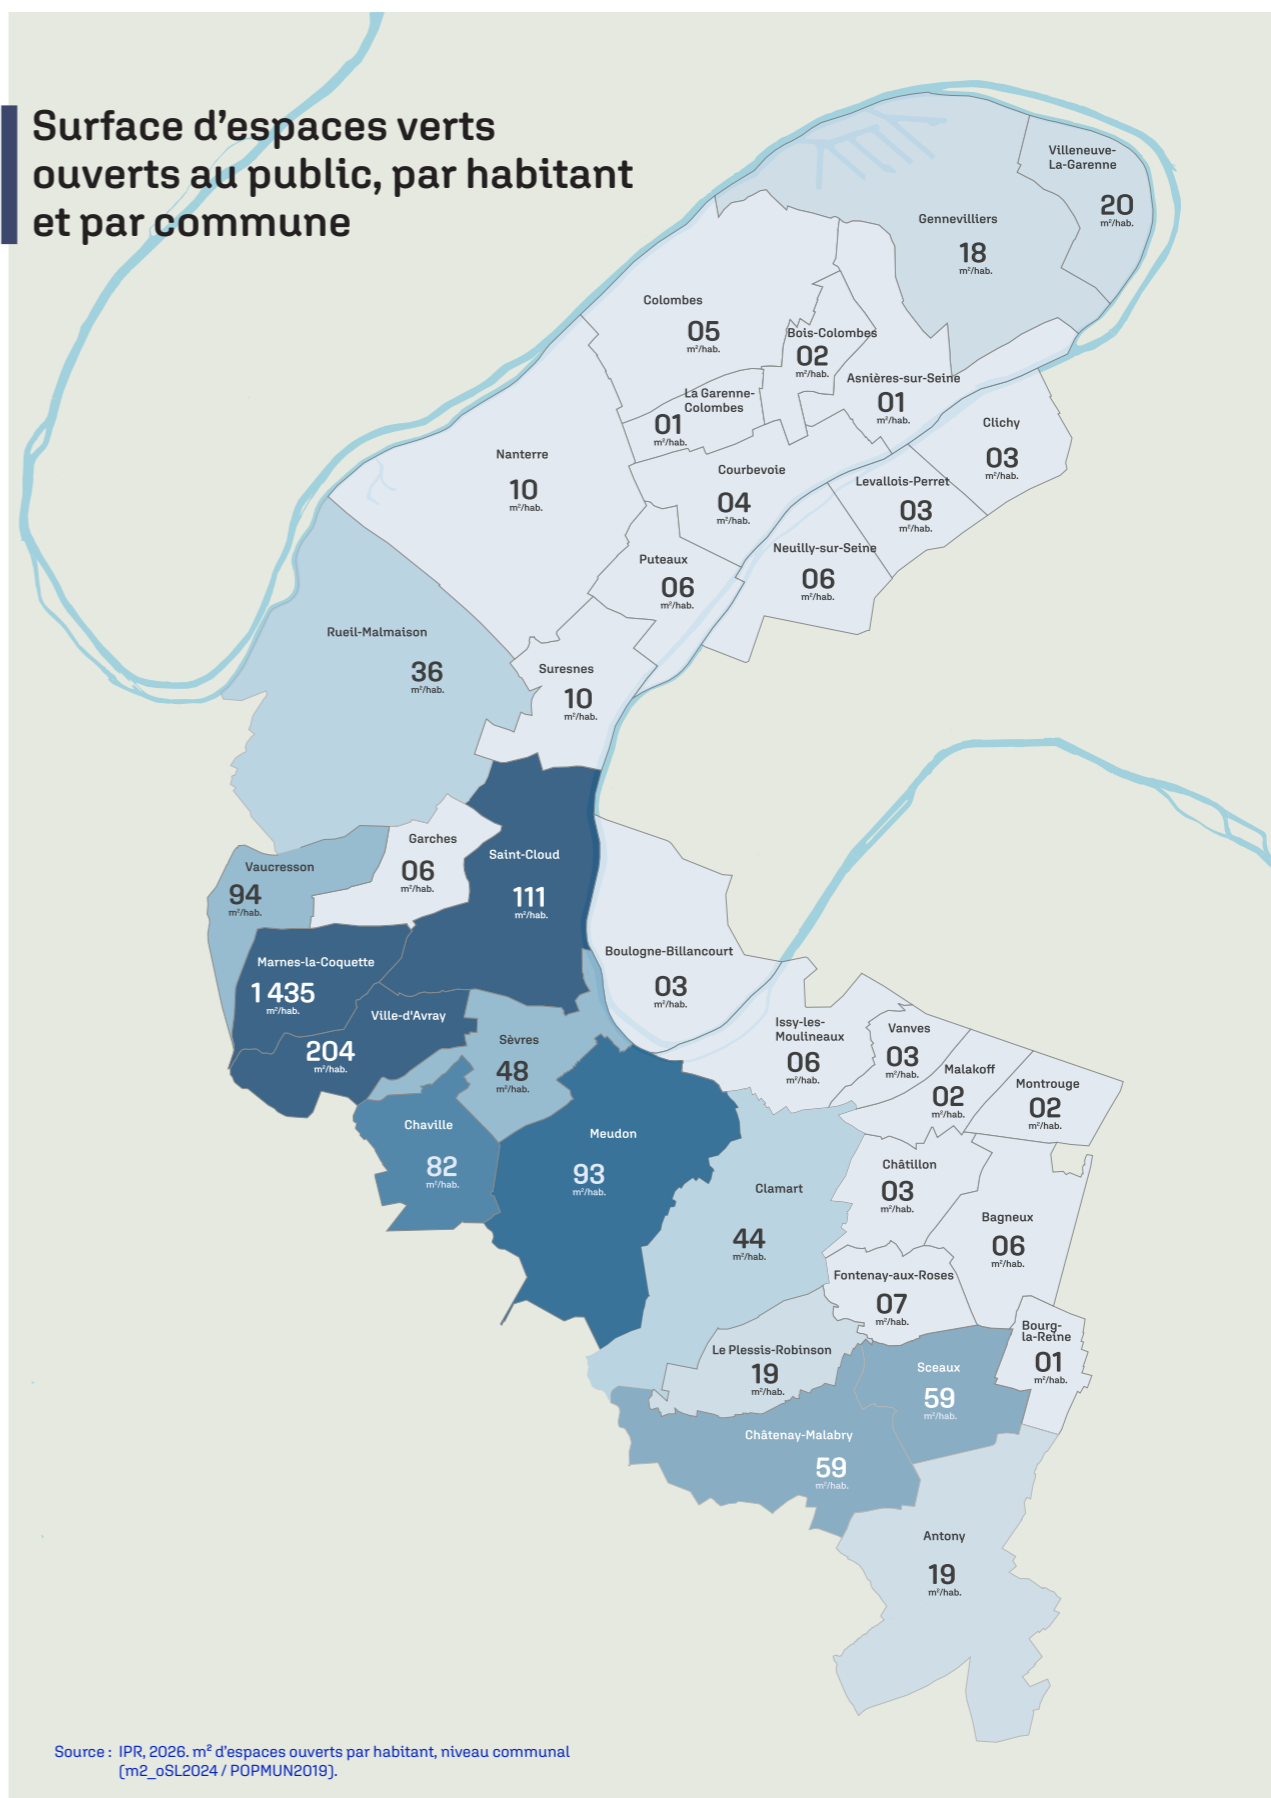 Surface d'espaces verts
ouverts au public, par habitant
et par commune
Villeneuve-
La-Garenne
20
m²/hab.
Gennevilliers
18
m²/hab.
Colombes
05
m²/hab.
Bois-Colombes
02
m²/hab.
Asnières-sur-Seine
01
m²/hab.
La Garenne-
Colombes
01
m²/hab.
Clichy
03
m²/hab.
Nanterre
10
m²/hab.
Courbevoie
04
m²/hab.
Levallois-Perret
03
m²/hab.
Neuilly-sur-Seine
06
m²/hab.
Puteaux
06
m²/hab.
Rueil-Malmaison
36
m²/hab.
Suresnes
10
m²/hab.
Garches
06
m²/hab.
Saint-Cloud
111
m²/hab.
Vaucresson
94
m²/hab.
Boulogne-Billancourt
03
m²/hab.
Marnes-la-Coquette
1 435
m²/hab.
Ville-d'Avray
204
m²/hab.
Sèvres
48
m²/hab.
Issy-les-
Moulineaux
06
m²/hab.
Vanves
03
m²/hab.
Malakoff
02
m²/hab.
Montrouge
02
m²/hab.
Chaville
82
m²/hab.
Meudon
93
m²/hab.
Clamart
44
m²/hab.
Châtillon
03
m²/hab.
Bagneux
06
m²/hab.
Fontenay-aux-Roses
07
m²/hab.
Bourg-
la-Reine
01
m²/hab.
Le Plessis-Robinson
19
m²/hab.
Sceaux
59
m²/hab.
Châtenay-Malabry
59
m²/hab.
Antony
19
m²/hab.
Source : IPR, 2026. m² d'espaces ouverts par habitant, niveau communal
(m2_oSL2024 / POPMUN2019).